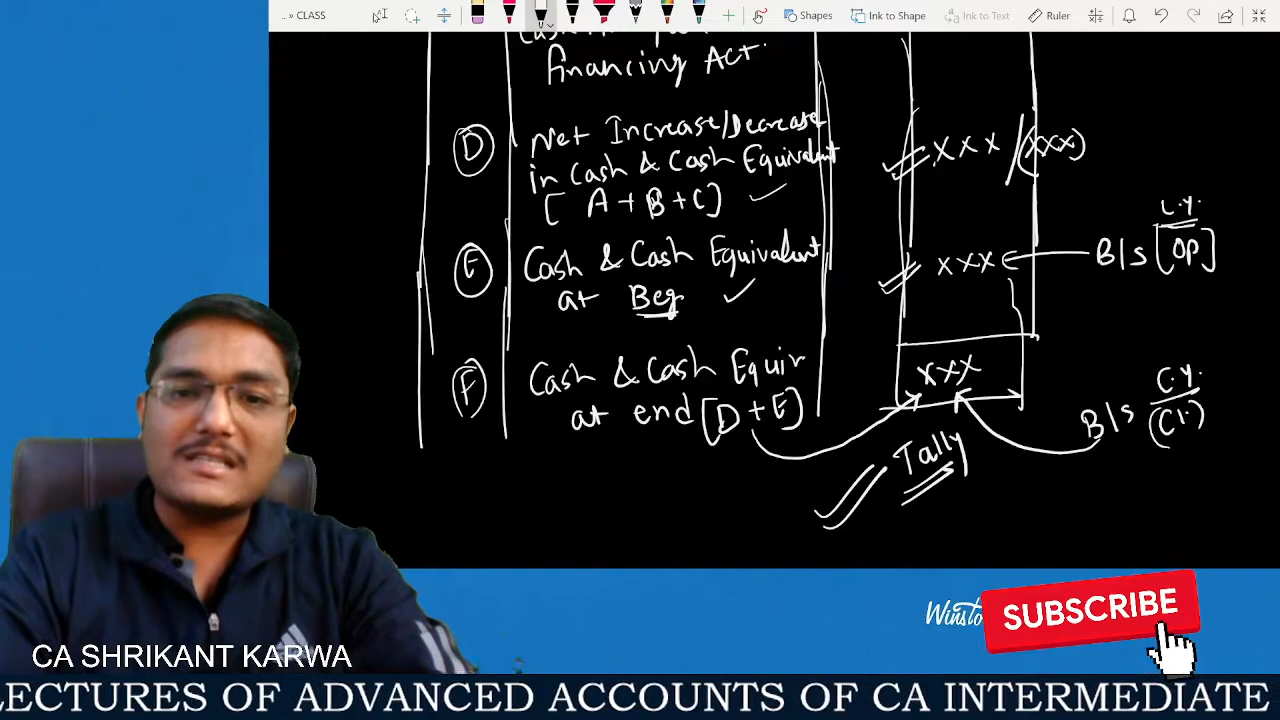 .. » CLASS
Shapes
Ink to Shape
Ink to Text
Ruler
financing Act.
D
Net Increase/Decrease
in Cash & Cash Equivalent
[ A + B + C ]
xxx / (xxx)
E
Cash & Cash Equivalent
at Beg
xxx
B/s [OP]
C.Y.
F
Cash & Cash Equiv
at end [D + E]
xxx
B/s
C.Y.
(Cl.)
Tally
SUBSCRIBE
CA SHRIKANT KARWA
LECTURES OF ADVANCED ACCOUNTS OF CA INTERMEDIATE